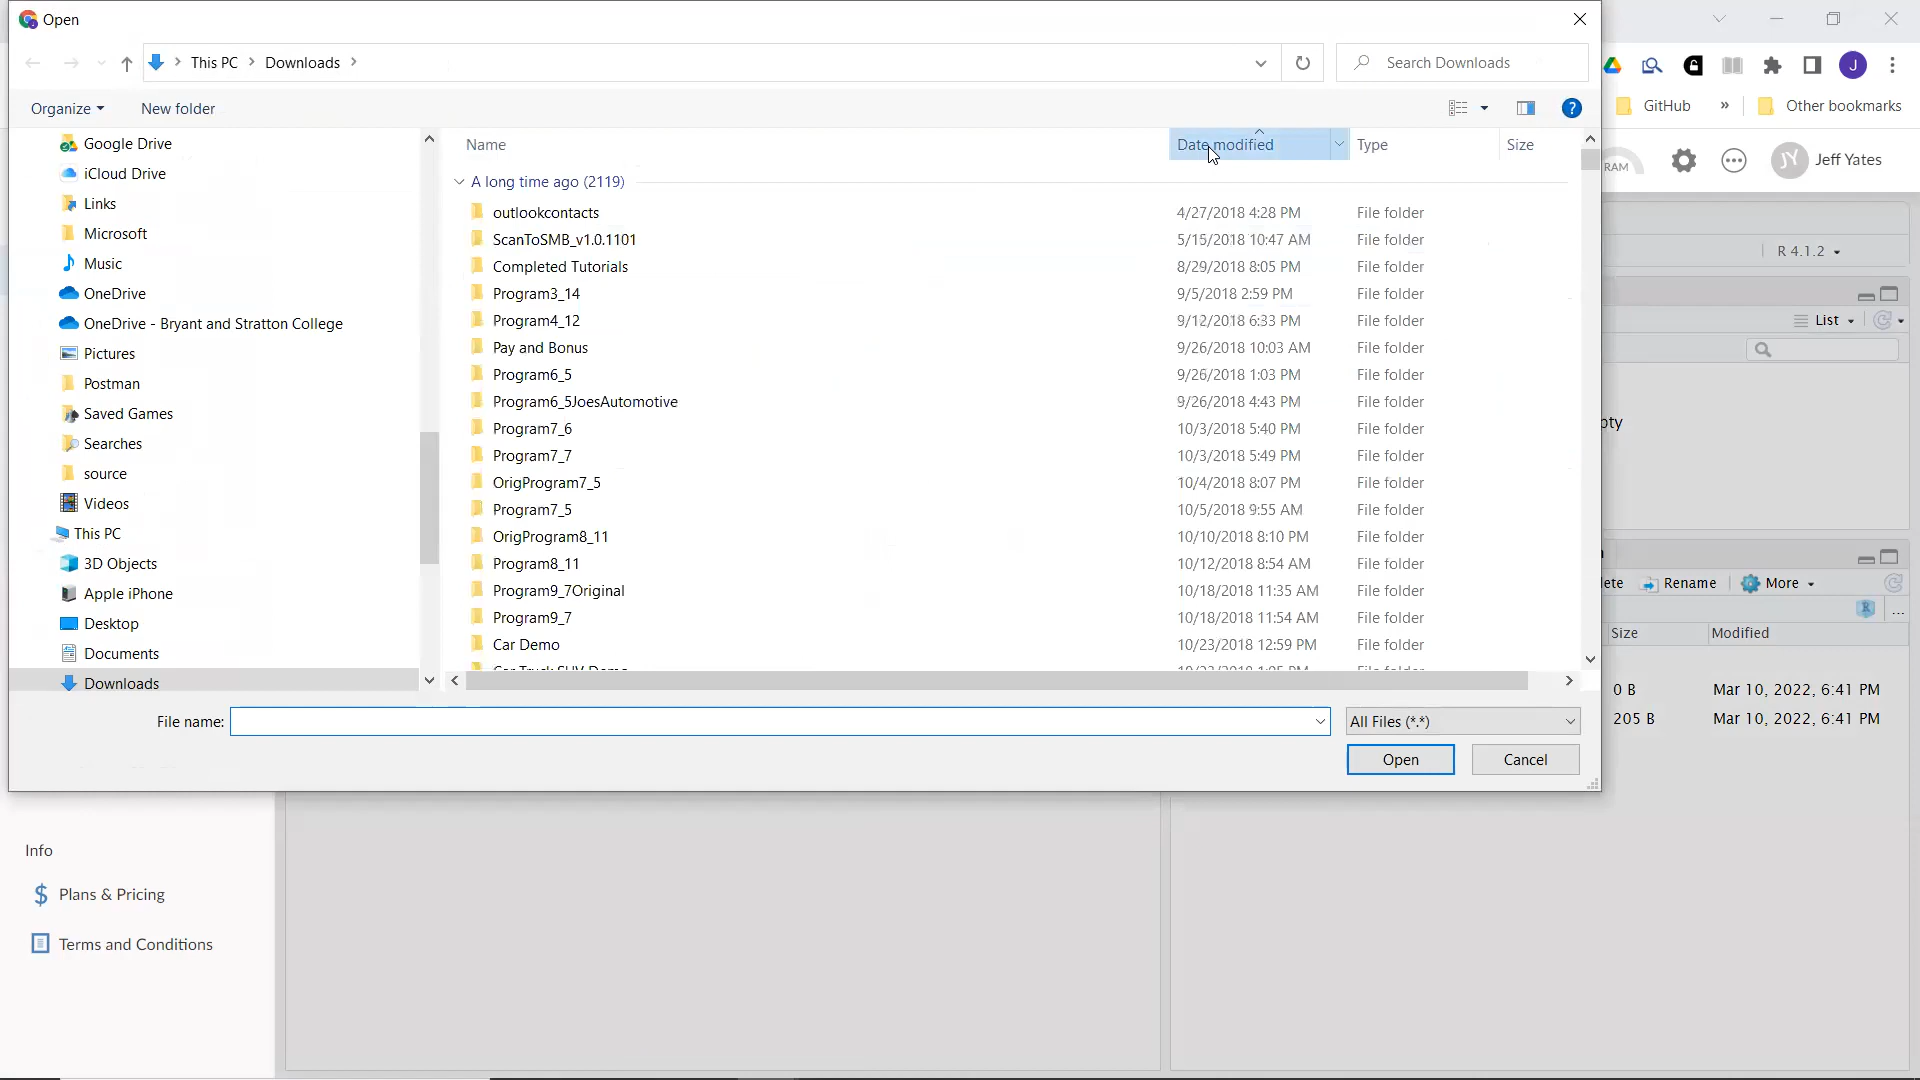 Open
This PC
Downloads
Search Downloads
Organize
New folder
GitHub
»
Other bookmarks
J
Google Drive
iCloud Drive
Links
Microsoft
Music
OneDrive
OneDrive - Bryant and Stratton College
Pictures
Postman
Saved Games
Searches
source
Videos
This PC
3D Objects
Apple iPhone
Desktop
Documents
Downloads
Name Date modified Type Size
A long time ago (2119)
outlookcontacts 4/27/2018 4:28 PM File folder
ScanToSMB_v1.0.1101 5/15/2018 10:47 AM File folder
Completed Tutorials 8/29/2018 8:05 PM File folder
Program3_14 9/5/2018 2:59 PM File folder
Program4_12 9/12/2018 6:33 PM File folder
Pay and Bonus 9/26/2018 10:03 AM File folder
Program6_5 9/26/2018 1:03 PM File folder
Program6_5JoesAutomotive 9/26/2018 4:43 PM File folder
Program7_6 10/3/2018 5:40 PM File folder
Program7_7 10/3/2018 5:49 PM File folder
OrigProgram7_5 10/4/2018 8:07 PM File folder
Program7_5 10/5/2018 9:55 AM File folder
OrigProgram8_11 10/10/2018 8:10 PM File folder
Program8_11 10/12/2018 8:54 AM File folder
Program9_7Original 10/18/2018 11:35 AM File folder
Program9_7 10/18/2018 11:54 AM File folder
Car Demo 10/23/2018 12:59 PM File folder
File name:
All Files (*.*)
Open
Cancel
RAM
JY
Jeff Yates
R 4.1.2
List
pty
ete
Rename
More
R
...
Size Modified
0 B Mar 10, 2022, 6:41 PM
205 B Mar 10, 2022, 6:41 PM
Info
Plans & Pricing
Terms and Conditions